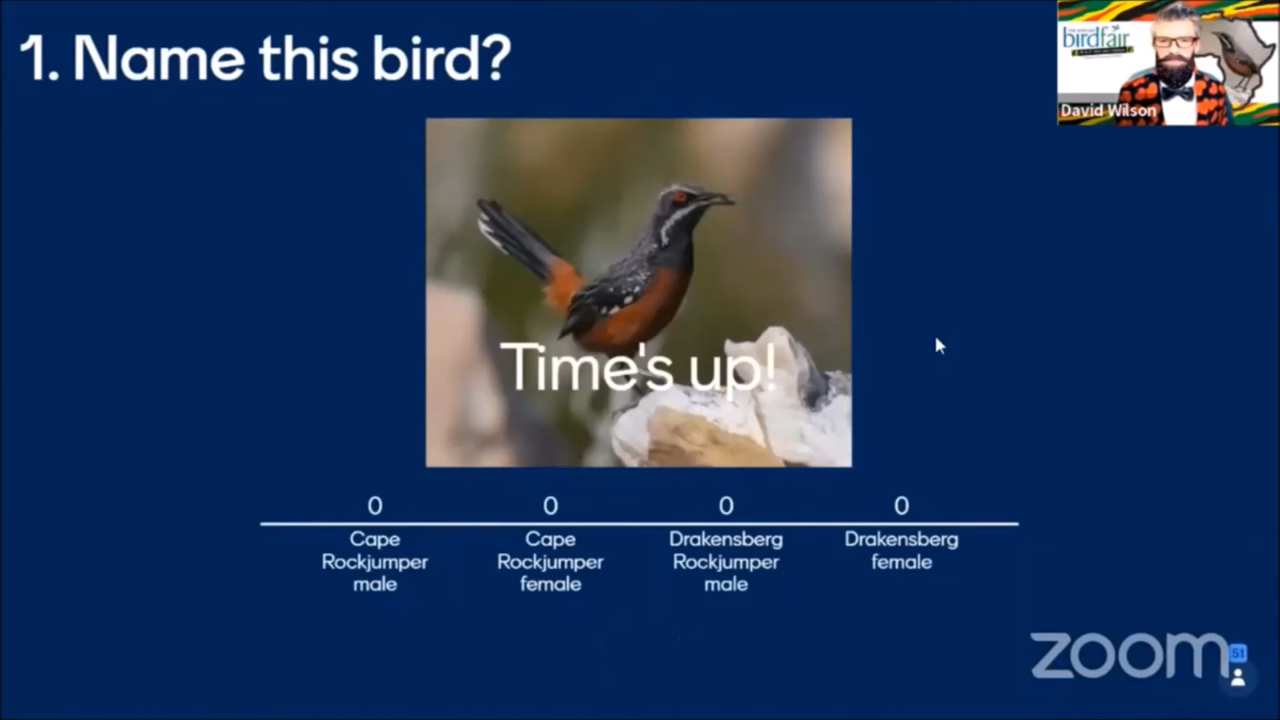 1. Name this bird?
birdfair
David Wilson
Time's up!
0
0
0
0
Cape
Rockjumper
male
Cape
Rockjumper
female
Drakensberg
Rockjumper
male
Drakensberg
female
zoom
51